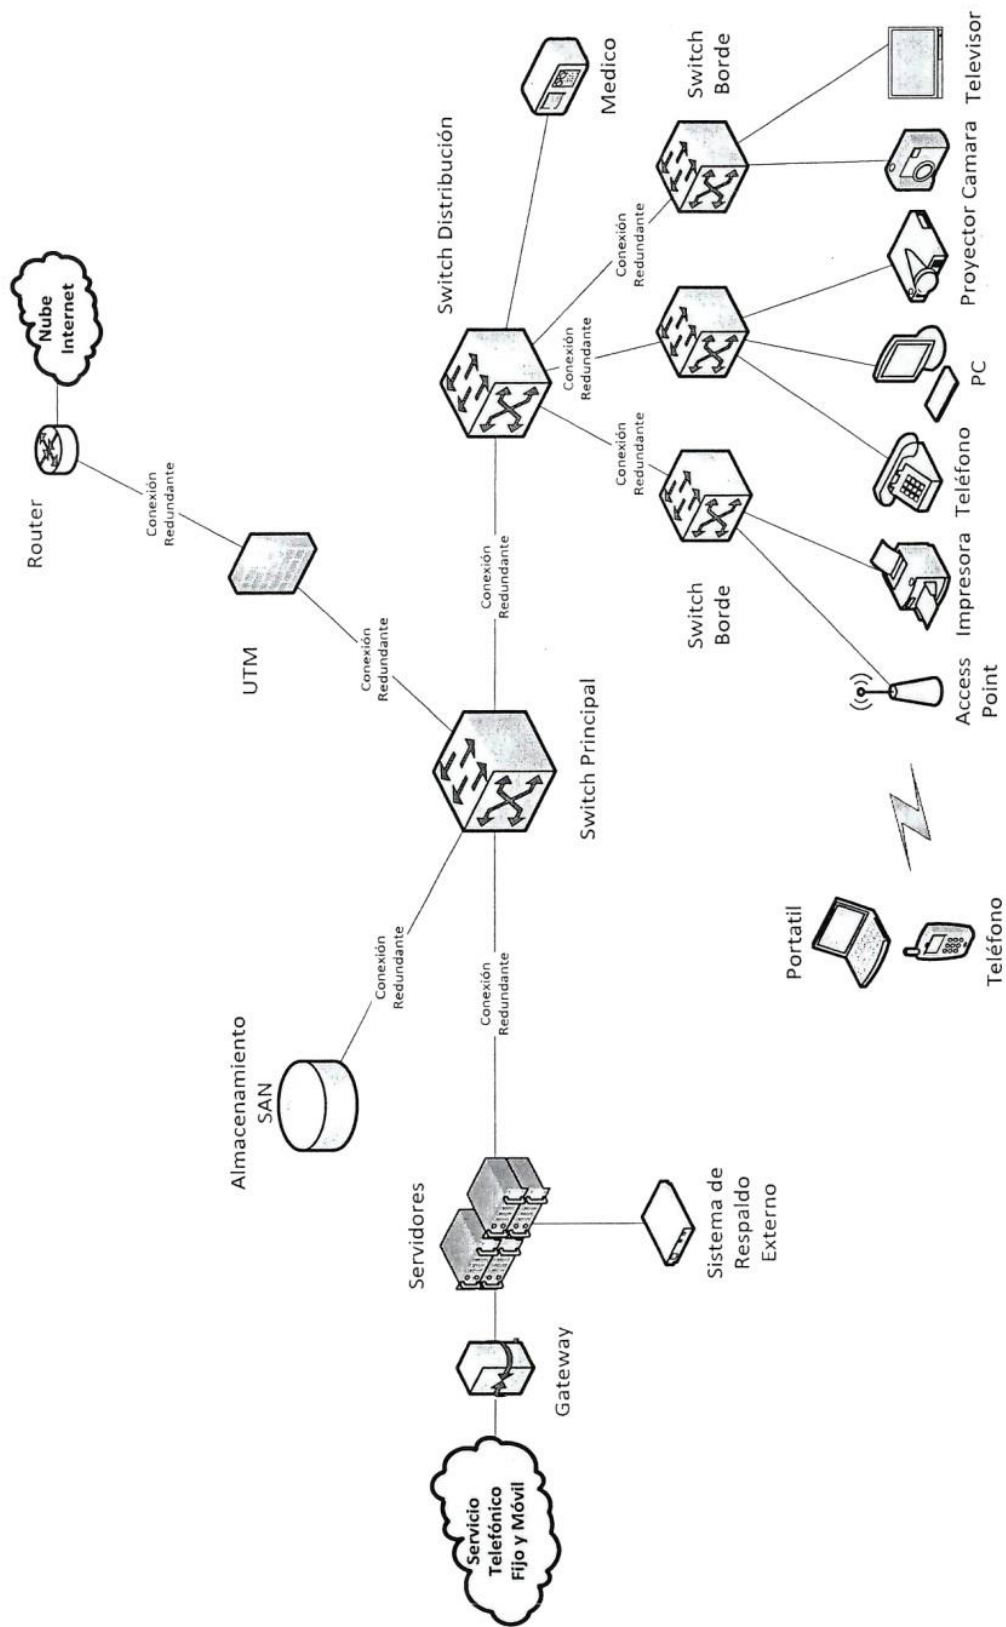 Nube
Internet
Router
Conexión
Redundante
UTM
Conexión
Redundante
Almacenamiento
SAN
Conexión
Redundante
Servicio
Telefónico
Fijo y Móvil
Gateway
Servidores
Conexión
Redundante
Switch Principal
Conexión
Redundante
Switch Distribución
Medico
Sistema de
Respaldo
Externo
Conexión
Redundante
Conexión
Redundante
Conexión
Redundante
Switch
Borde
Switch
Borde
Portatil
Teléfono
Access
Point
Impresora
Teléfono
PC
Proyector
Camara
Televisor